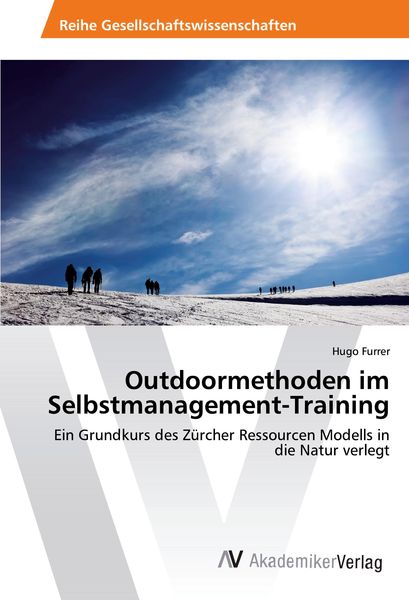 Reihe Gesellschaftswissenschaften
Hugo Furrer
Outdoormethoden im
Selbstmanagement-Training
Ein Grundkurs des Zürcher Ressourcen Modells in
die Natur verlegt
AV AkademikerVerlag